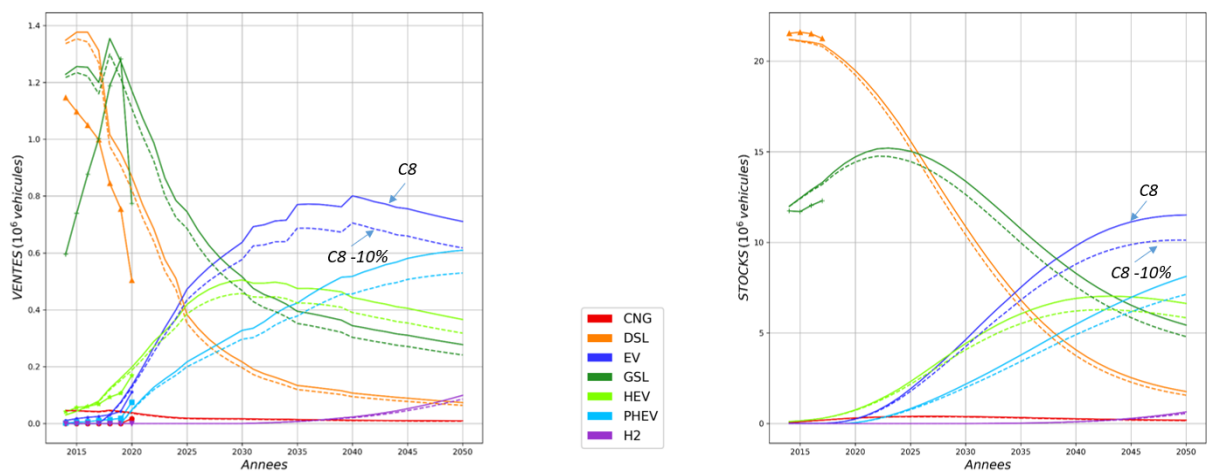 1.4
1.2
1.0
0.8
0.6
0.4
0.2
0.0
VENTES (10⁶ vehicules)
C8
C8 -10%
2015 2020 2025 2030 2035 2040 2045 2050
Annees
CNG
DSL
EV
GSL
HEV
PHEV
H2
20
15
10
5
0
STOCKS (10⁶ vehicules)
C8
C8 -10%
2015 2020 2025 2030 2035 2040 2045 2050
Annees